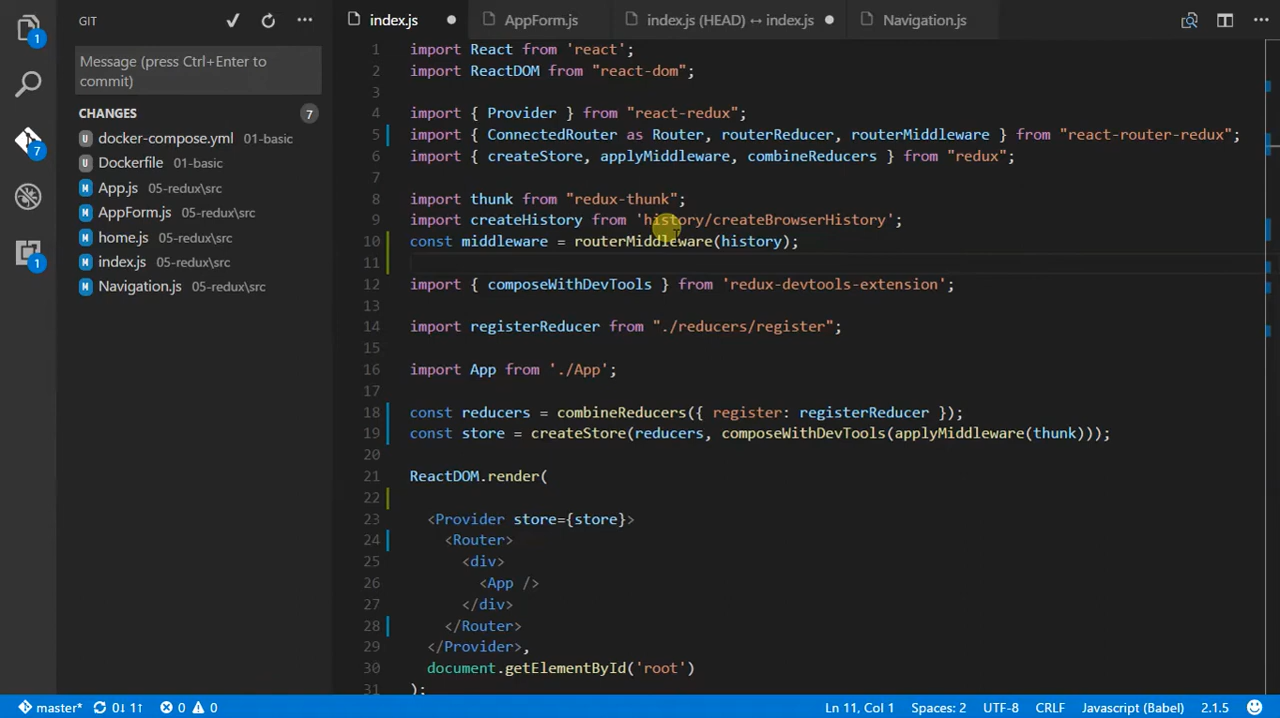 GIT
index.js
AppForm.js
index.js (HEAD) ↔ index.js
Navigation.js
1
Message (press Ctrl+Enter to
commit)
CHANGES 7
docker-compose.yml 01-basic
Dockerfile 01-basic
App.js 05-redux\src
AppForm.js 05-redux\src
home.js 05-redux\src
index.js 05-redux\src
Navigation.js 05-redux\src
7
1
1 import React from 'react';
2 import ReactDOM from "react-dom";
3
4 import { Provider } from "react-redux";
5 import { ConnectedRouter as Router, routerReducer, routerMiddleware } from "react-router-redux";
6 import { createStore, applyMiddleware, combineReducers } from "redux";
7
8 import thunk from "redux-thunk";
9 import createHistory from 'history/createBrowserHistory';
10 const middleware = routerMiddleware(history);
11
12 import { composeWithDevTools } from 'redux-devtools-extension';
13
14 import registerReducer from "./reducers/register";
15
16 import App from './App';
17
18 const reducers = combineReducers({ register: registerReducer });
19 const store = createStore(reducers, composeWithDevTools(applyMiddleware(thunk)));
20
21 ReactDOM.render(
22
23 <Provider store={store}>
24 <Router>
25 <div>
26 <App />
27 </div>
28 </Router>
29 </Provider>,
30 document.getElementById('root')
31 );
master* 0↓ 1↑ 0 0 Ln 11, Col 1 Spaces: 2 UTF-8 CRLF Javascript (Babel) 2.1.5